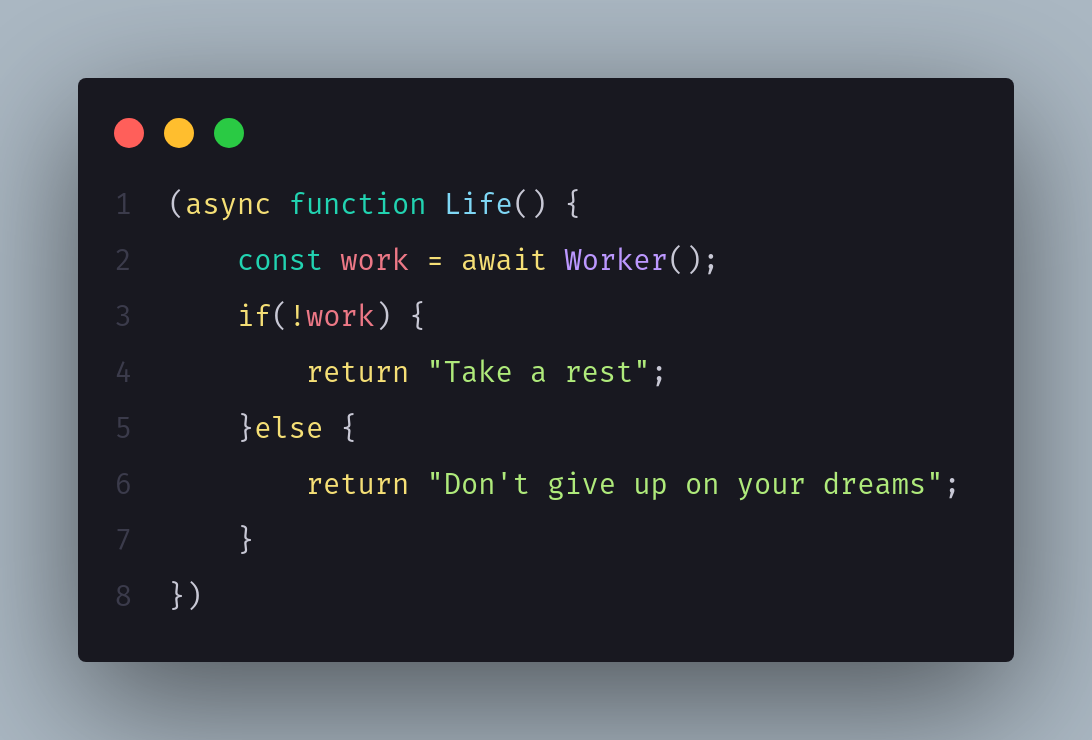 1 (async function Life() {
2     const work = await Worker();
3     if(!work) {
4         return "Take a rest";
5     }else {
6         return "Don't give up on your dreams";
7     }
8 })